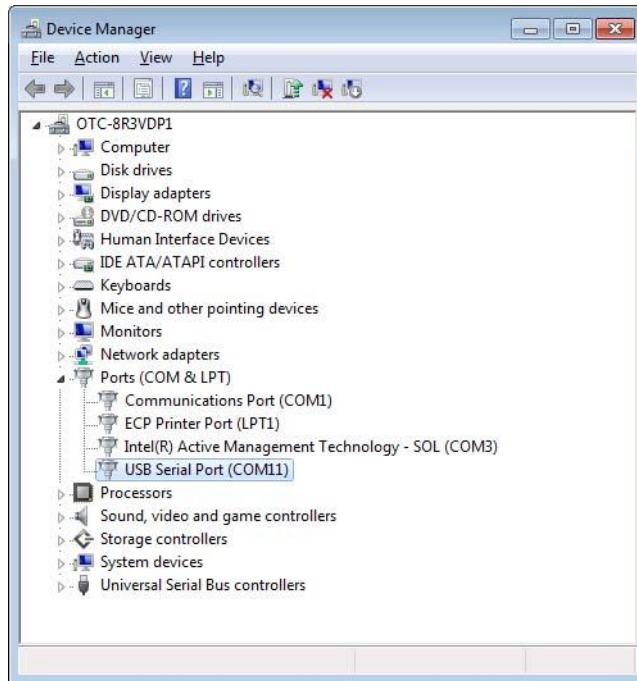 Device Manager
File Action View Help
OTC-8R3VDP1
Computer
Disk drives
Display adapters
DVD/CD-ROM drives
Human Interface Devices
IDE ATA/ATAPI controllers
Keyboards
Mice and other pointing devices
Monitors
Network adapters
Ports (COM & LPT)
Communications Port (COM1)
ECP Printer Port (LPT1)
Intel(R) Active Management Technology - SOL (COM3)
USB Serial Port (COM11)
Processors
Sound, video and game controllers
Storage controllers
System devices
Universal Serial Bus controllers